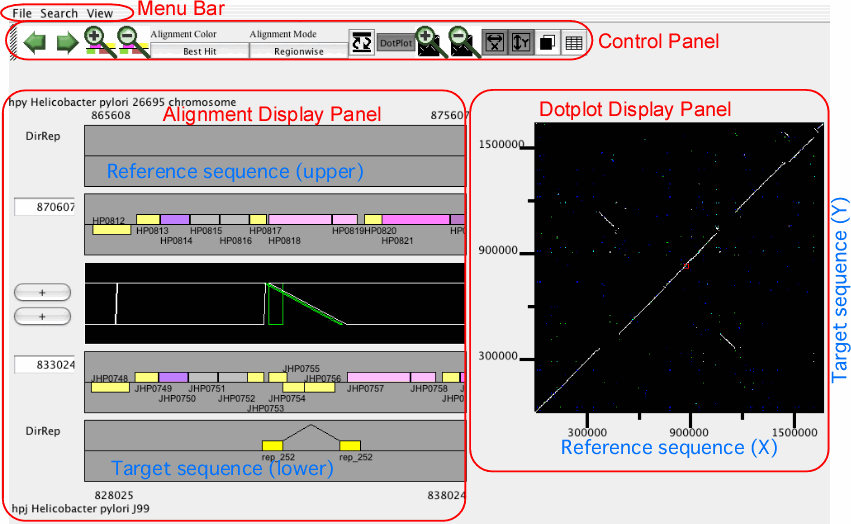 Menu Bar
File Search View
Alignment Color
Alignment Mode
Best Hit
Regionwise
DotPlot
X
Y
Control Panel
hpy Helicobacter pylori 26695 chromosome
865608
875607
Alignment Display Panel
DirRep
Reference sequence (upper)
870607
HP0812
HP0813 HP0815 HP0817 HP0819 HP0820 HP0
HP0814 HP0816 HP0818 HP0821
+
+
833024
JHP0755
JHP0748 JHP0756
JHP0749 JHP0751 JHP0754 JHP0757 JHP0758 JHP0
JHP0750 JHP0752
JHP0753
DirRep
rep_252
rep_252
Target sequence (lower)
828025
838024
hpj Helicobacter pylori J99
Dotplot Display Panel
1500000
900000
300000
300000
900000
1500000
Reference sequence (X)
Target sequence (Y)